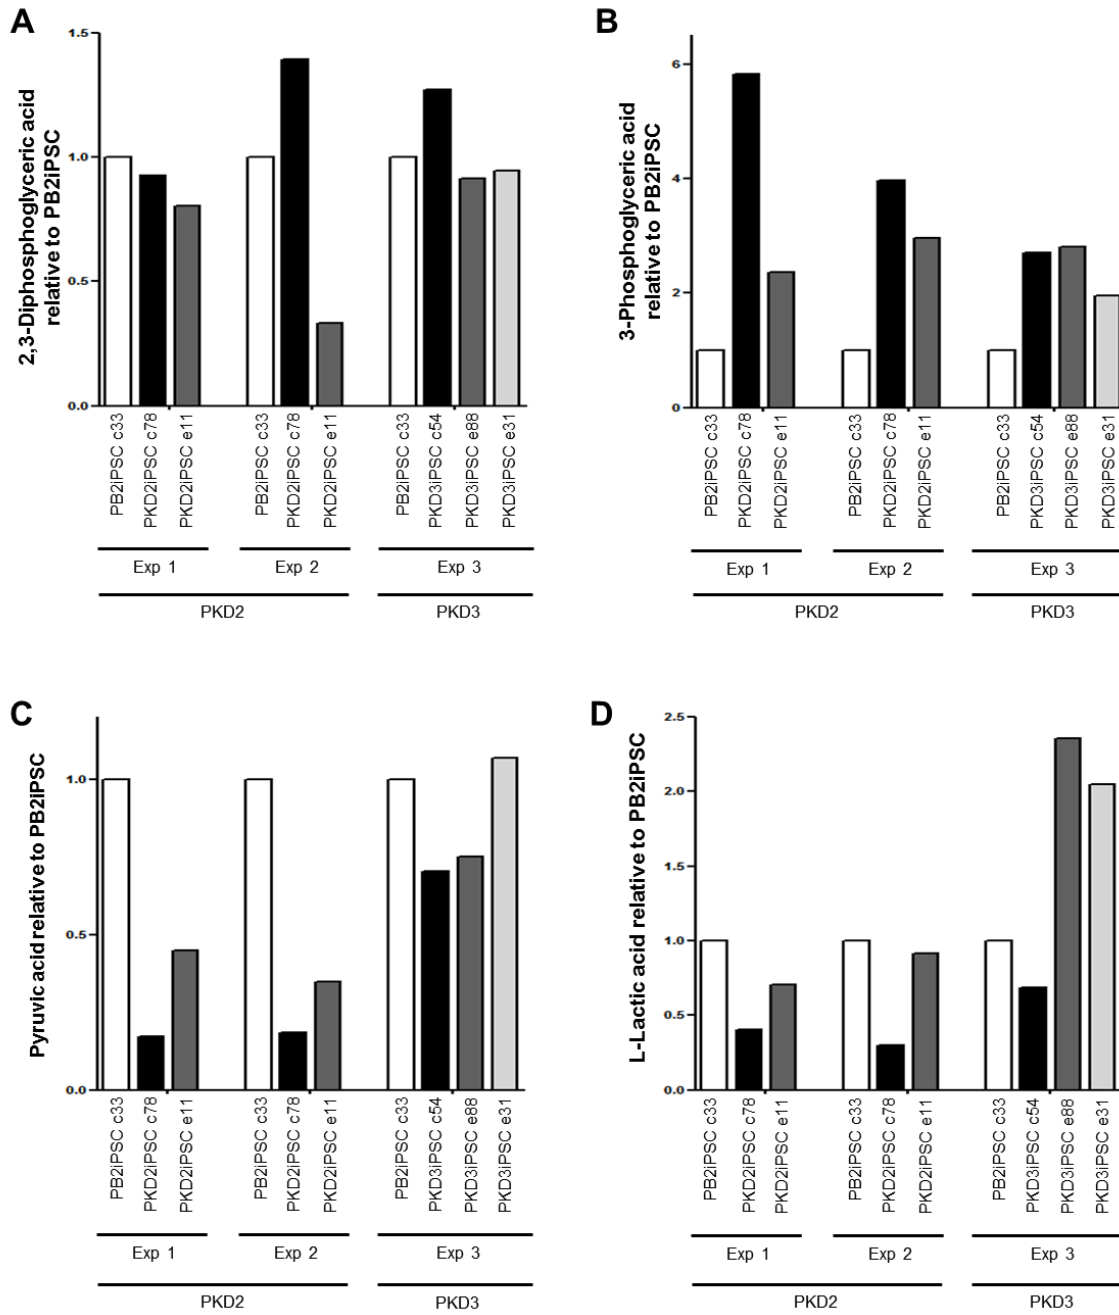 A
2,3-Diphosphoglyceric acid
relative to PB2iPSC
1.5
1.0
0.5
0.0
PB2iPSC c33
PKD2iPSC c78
PKD2iPSC e11
PB2iPSC c33
PKD2iPSC c78
PKD2iPSC e11
PB2iPSC c33
PKD3iPSC c54
PKD3iPSC e88
PKD3iPSC e31
Exp 1
Exp 2
Exp 3
PKD2
PKD3
B
3-Phosphoglyceric acid
relative to PB2iPSC
6
4
2
0
PB2iPSC c33
PKD2iPSC c78
PKD2iPSC e11
PB2iPSC c33
PKD2iPSC c78
PKD2iPSC e11
PB2iPSC c33
PKD3iPSC c54
PKD3iPSC e88
PKD3iPSC e31
Exp 1
Exp 2
Exp 3
PKD2
PKD3
C
Pyruvic acid relative to PB2iPSC
1.0
0.5
0.0
PB2iPSC c33
PKD2iPSC c78
PKD2iPSC e11
PB2iPSC c33
PKD2iPSC c78
PKD2iPSC e11
PB2iPSC c33
PKD3iPSC c54
PKD3iPSC e88
PKD3iPSC e31
Exp 1
Exp 2
Exp 3
PKD2
PKD3
D
L-Lactic acid relative to PB2iPSC
2.5
2.0
1.5
1.0
0.5
0.0
PB2iPSC c33
PKD2iPSC c78
PKD2iPSC e11
PB2iPSC c33
PKD2iPSC c78
PKD2iPSC e11
PB2iPSC c33
PKD3iPSC c54
PKD3iPSC e88
PKD3iPSC e31
Exp 1
Exp 2
Exp 3
PKD2
PKD3